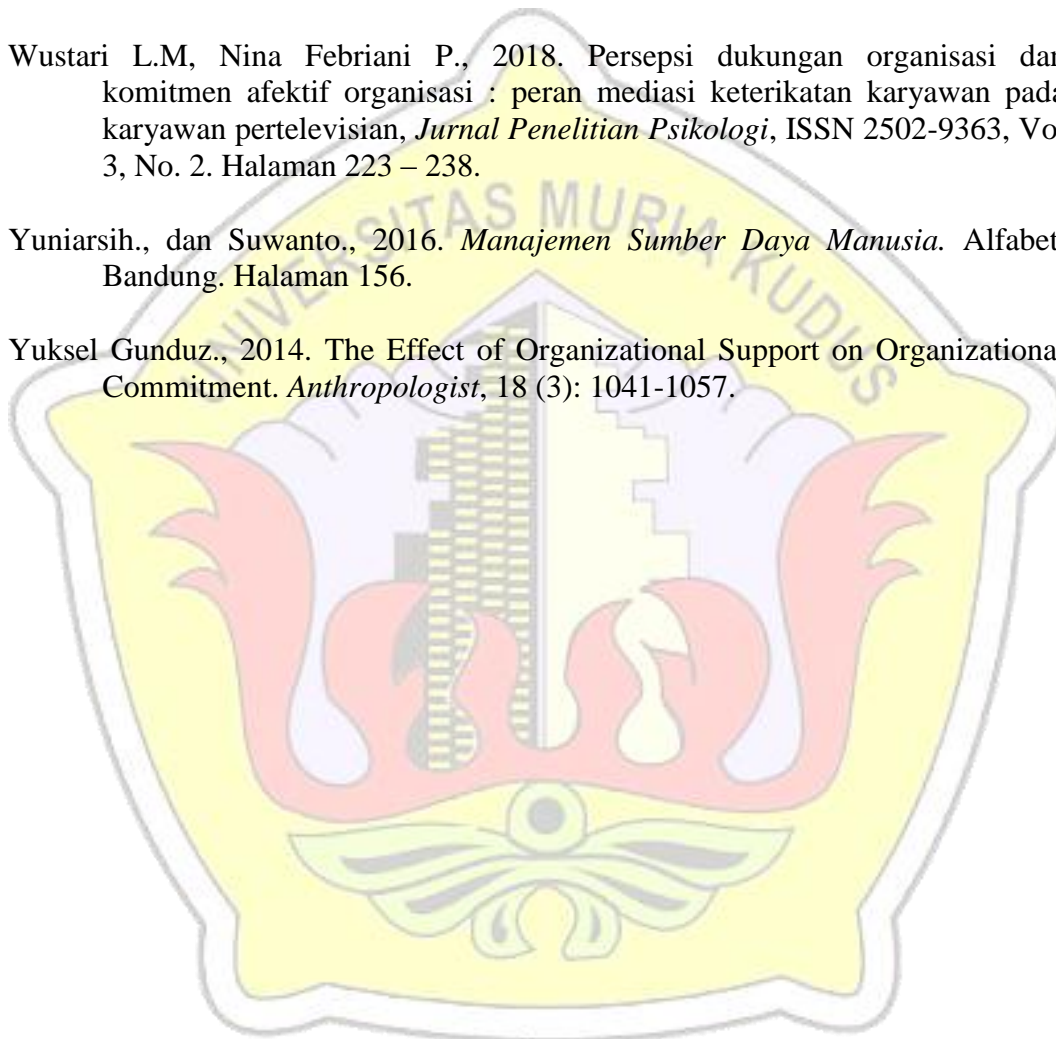 Wustari L.M, Nina Febriani P., 2018. Persepsi dukungan organisasi dan
komitmen afektif organisasi : peran mediasi keterikatan karyawan pada
karyawan pertelevisian, Jurnal Penelitian Psikologi, ISSN 2502-9363, Vo
3, No. 2. Halaman 223 – 238.
Yuniarsih., dan Suwanto., 2016. Manajemen Sumber Daya Manusia. Alfabet
Bandung. Halaman 156.
Yuksel Gunduz., 2014. The Effect of Organizational Support on Organizationa
Commitment. Anthropologist, 18 (3): 1041-1057.
UNIVERSITAS MURIA KUDUS